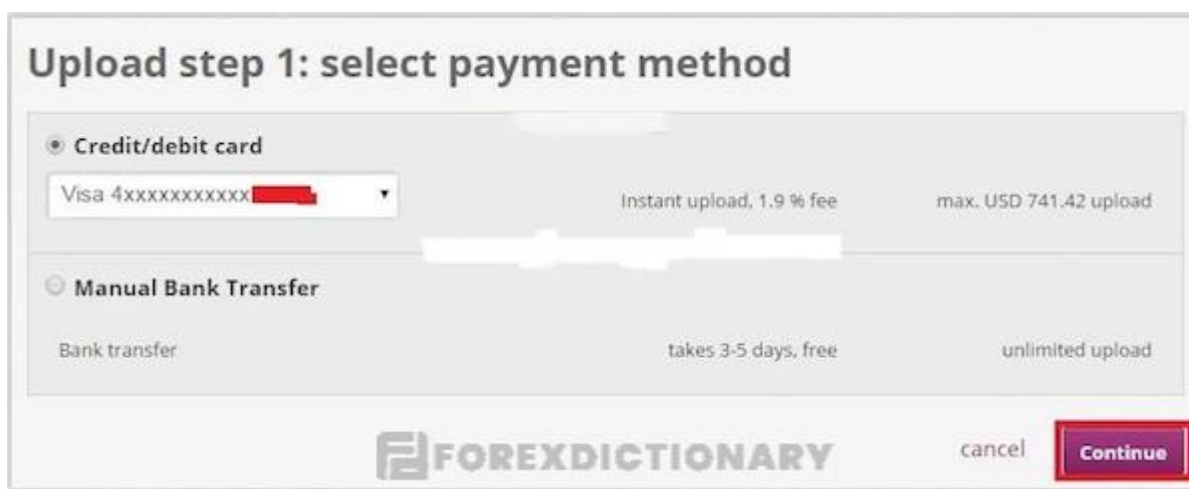 Upload step 1: select payment method
Credit/debit card
Visa 4xxxxxxxxxxx
Instant upload, 1.9 % fee
max. USD 741.42 upload
Manual Bank Transfer
Bank transfer
takes 3-5 days, free
unlimited upload
FOREXDICTIONARY
cancel
Continue